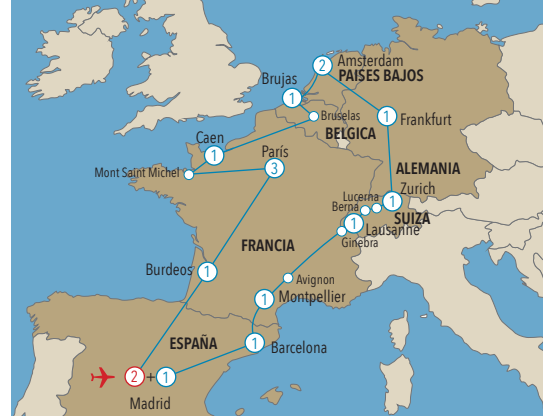 Amsterdam
2
PAISES BAJOS
Brujas
1
Bruselas
BELGICA
1
Frankfurt
Caen
1
París
3
Mont Saint Michel
ALEMANIA
Zurich
1
Lucerna
Berna
SUIZA
1
Lausanne
Ginebra
FRANCIA
Burdeos
1
Avignon
1
Montpellier
ESPAÑA
1
Barcelona
2+1
Madrid